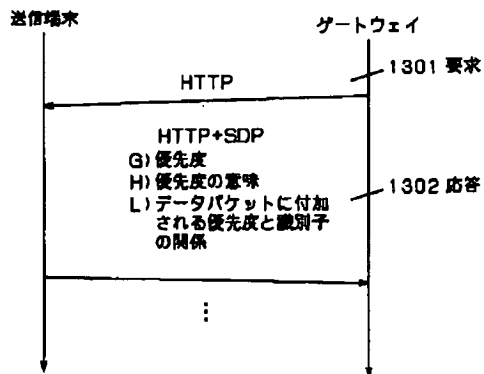 送信端末
ゲートウェイ
1301 要求
HTTP
HTTP+SDP
G) 優先度
H) 優先度の意味
L) データパケットに付加
される優先度と識別子
の関係
1302 応答